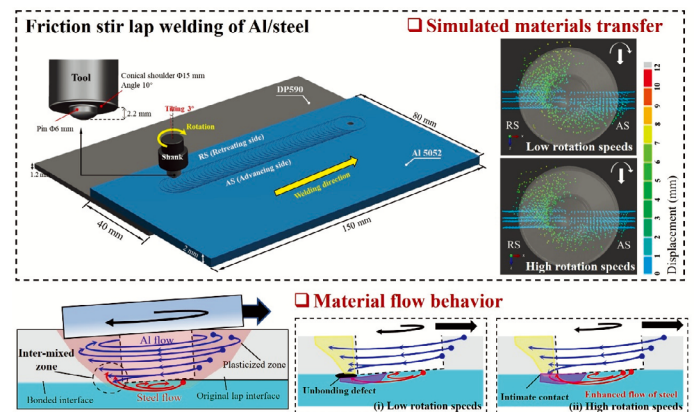 Friction stir lap welding of Al/steel
❑ Simulated materials transfer
Tool
Conical shoulder Φ15 mm
Angle 10°
2.2 mm
Pin Φ6 mm
Tilting 3°
Rotation
Shank
DP590
RS (Retreating side)
AS (Advancing side)
Al 5052
Welding direction
80 mm
1.2 mm
40 mm
2 mm
150 mm
RS
AS
Low rotation speeds
RS
AS
High rotation speeds
12
11
10
9
8
7
6
5
4
3
2
1
0
Displacement (mm)
❑ Material flow behavior
Al flow
Inter-mixed
zone
Plasticized zone
Bonded interface
Steel flow
Original lap interface
Unbonding defect
(i) Low rotation speeds
Intimate contact
Enhanced flow of steel
(ii) High rotation speeds